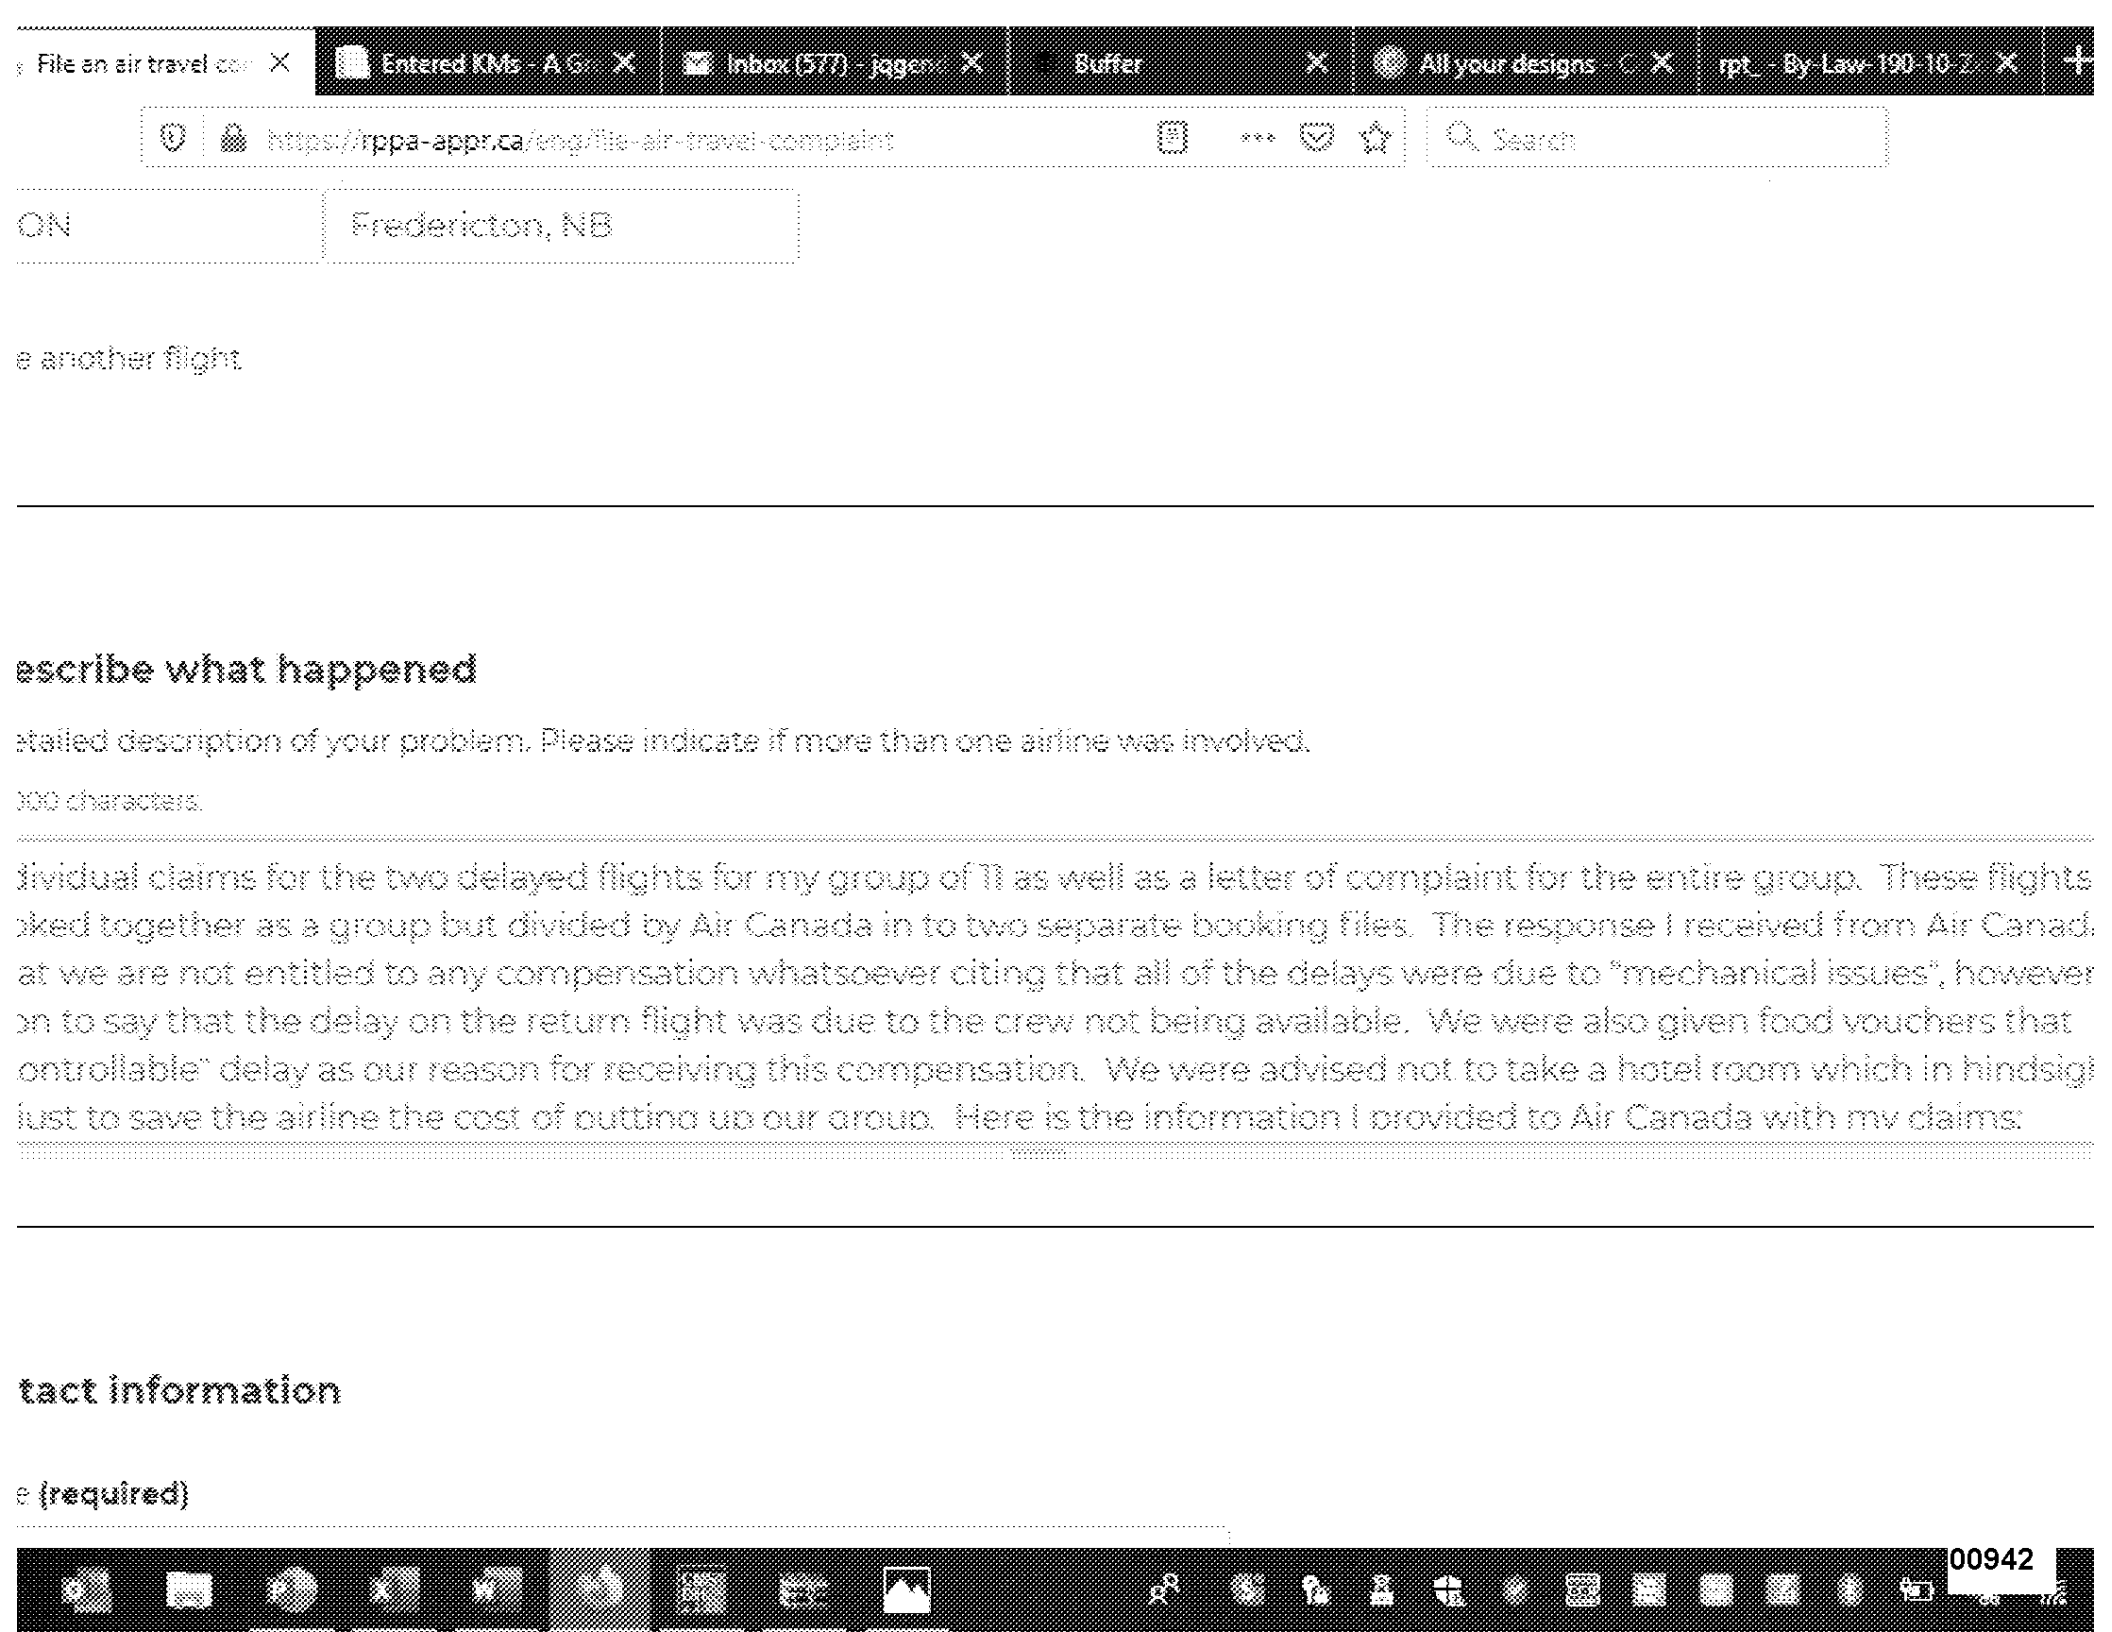 File an air travel co
Entered KMs - A G
Inbox (577) - jqgen
Buffer
All your designs - C
rpt_ - By-Law-190-10-2
https://rppa-appr.ca/eng/file-air-travel-complaint
Search
ON
Fredericton, NB
e another flight
escribe what happened
etailed description of your problem. Please indicate if more than one airline was involved.
000 characters.
dividual claims for the two delayed flights for my group of 11 as well as a letter of complaint for the entire group. These flights
oked together as a group but divided by Air Canada in to two separate booking files. The response I received from Air Canad
at we are not entitled to any compensation whatsoever citing that all of the delays were due to "mechanical issues", however
on to say that the delay on the return flight was due to the crew not being available. We were also given food vouchers that
ontrollable" delay as our reason for receiving this compensation. We were advised not to take a hotel room which in hindsigh
just to save the airline the cost of putting up our group. Here is the information I provided to Air Canada with my claims:
tact information
e (required)
00942